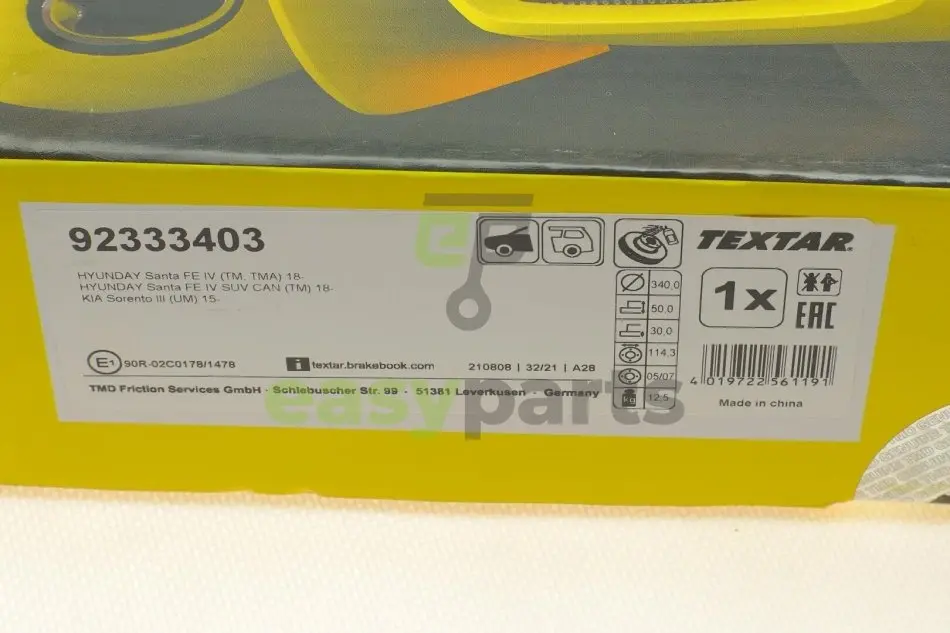 92333403
HYUNDAY Santa FE IV (TM, TMA) 18-
HYUNDAY Santa FE IV SUV CAN (TM) 18-
KIA Sorento III (UM) 15-
E1 90R-02C0178/1478
i textar.brakebook.com
210808 | 32/21 | A28
TMD Friction Services GmbH · Schlebuscher Str. 99 · 51381 Leverkusen · Germany
340,0
50,0
30,0
114,3
05/07
kg 12,5
TEXTAR®
1x
EAC
4 019722 561191
Made in china
easyparts